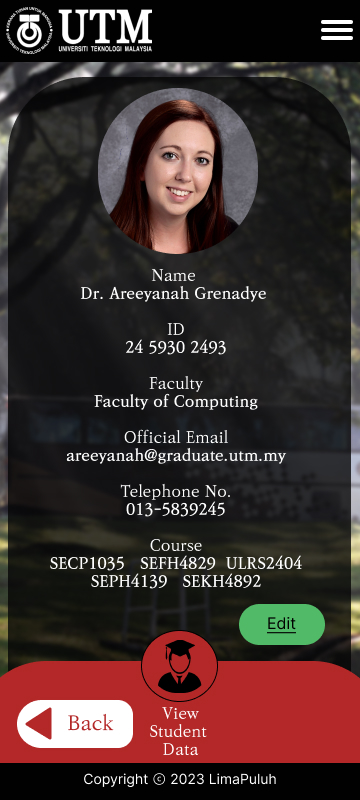 UTM
UNIVERSITI TEKNOLOGI MALAYSIA
Name
Dr. Areeyanah Grenadye
ID
24 5930 2493
Faculty
Faculty of Computing
Official Email
areeyanah@graduate.utm.my
Telephone No.
013-5839245
Course
SECP1035 SEFH4829 ULRS2404
SEPH4139 SEKH4892
Edit
Back
View
Student
Data
Copyright © 2023 LimaPuluh